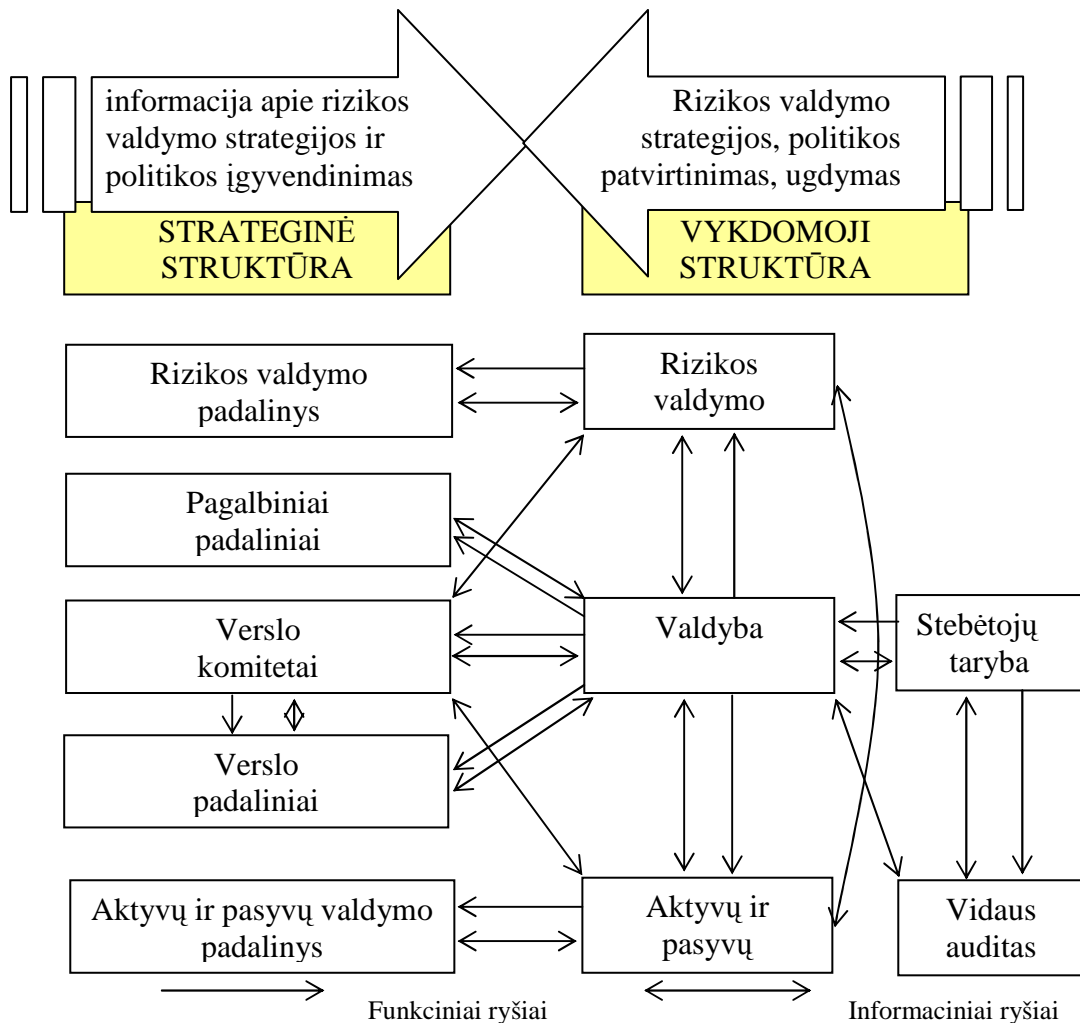 informacija apie rizikos
valdymo strategijos ir
politikos įgyvendinimas
Rizikos valdymo
strategijos, politikos
patvirtinimas, ugdymas
STRATEGINĖ
STRUKTŪRA
VYKDOMOJI
STRUKTŪRA
Rizikos valdymo
padalinys
Rizikos
valdymo
Pagalbiniai
padaliniai
Verslo
komitetai
Valdyba
Stebėtojų
taryba
Verslo
padaliniai
Aktyvų ir pasyvų valdymo
padalinys
Aktyvų ir
pasyvų
Vidaus
auditas
Funkciniai ryšiai
Informaciniai ryšiai